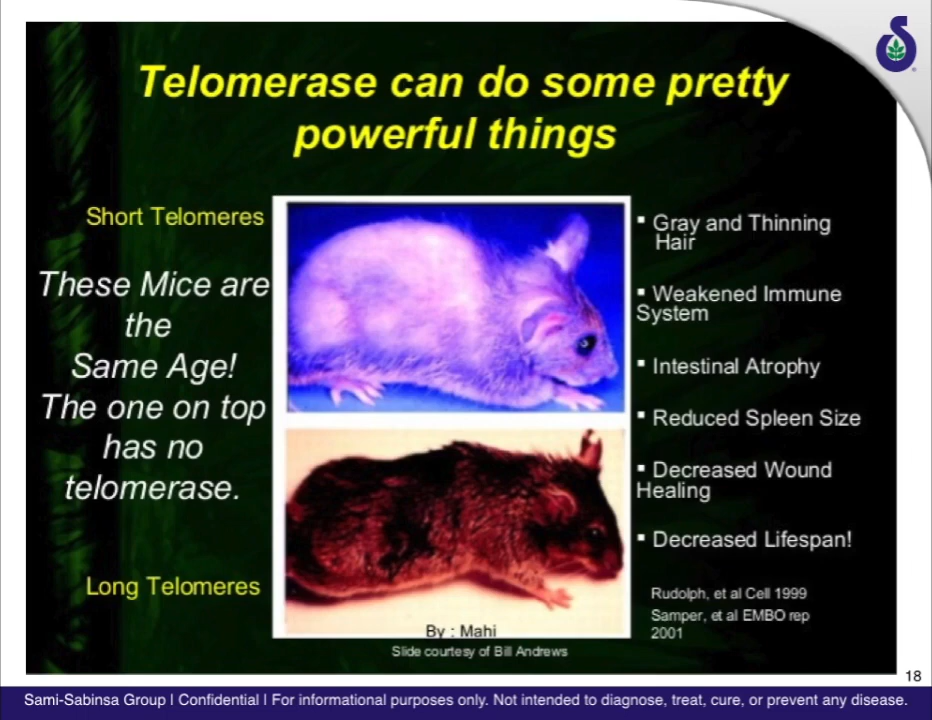 Telomerase can do some pretty
powerful things
Short Telomeres
These Mice are
the
Same Age!
The one on top
has no
telomerase.
Long Telomeres
▪ Gray and Thinning
Hair
▪ Weakened Immune
System
▪ Intestinal Atrophy
▪ Reduced Spleen Size
▪ Decreased Wound
Healing
▪ Decreased Lifespan!
Rudolph, et al Cell 1999
Samper, et al EMBO rep
2001
By : Mahi
Slide courtesy of Bill Andrews
18
Sami-Sabinsa Group | Confidential | For informational purposes only. Not intended to diagnose, treat, cure, or prevent any disease.